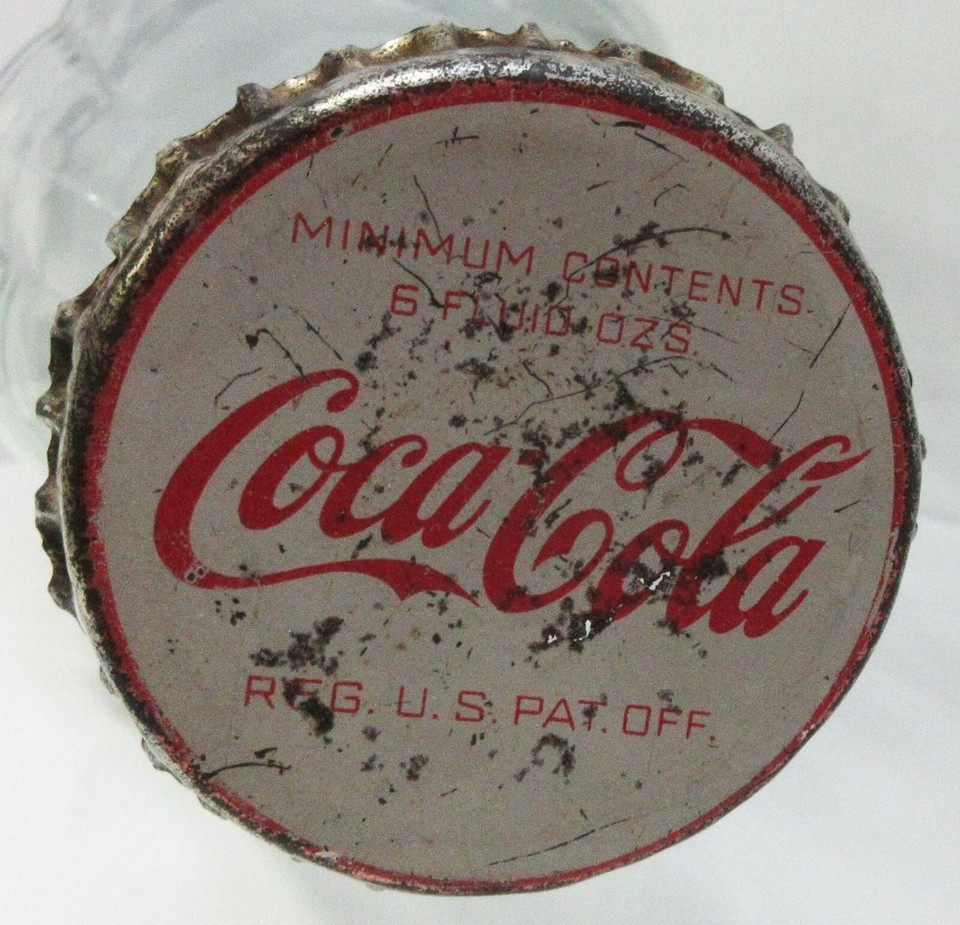 MINIMUM CONTENTS
6 FLUID OZS.
Coca-Cola
REG. U.S. PAT. OFF.